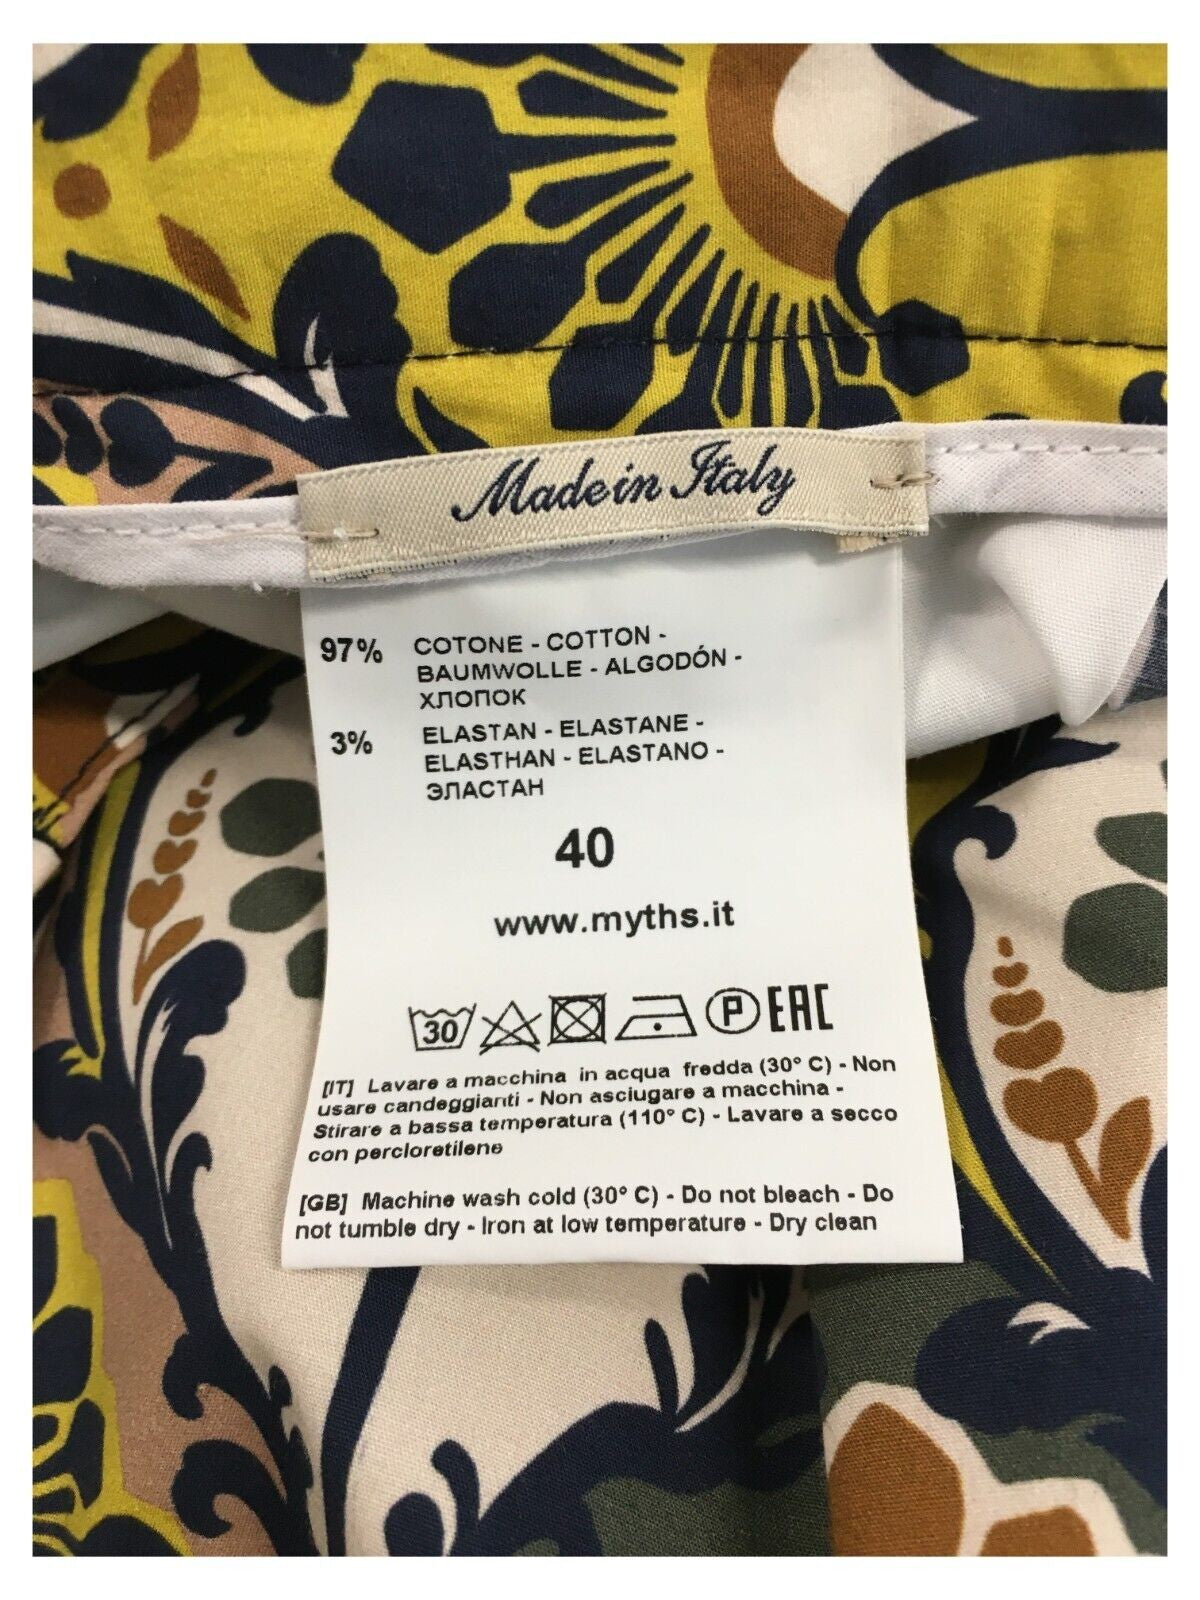 Made in Italy
97% COTONE - COTTON -
BAUMWOLLE - ALGODÓN -
ХЛОПОК
3% ELASTAN - ELASTANE -
ELASTHAN - ELASTANO -
ЭЛАСТАН
40
www.myths.it
30 P EAC
[IT] Lavare a macchina in acqua fredda (30° C) - Non
usare candeggianti - Non asciugare a macchina -
Stirare a bassa temperatura (110° C) - Lavare a secco
con percloretilene
[GB] Machine wash cold (30° C) - Do not bleach - Do
not tumble dry - Iron at low temperature - Dry clean